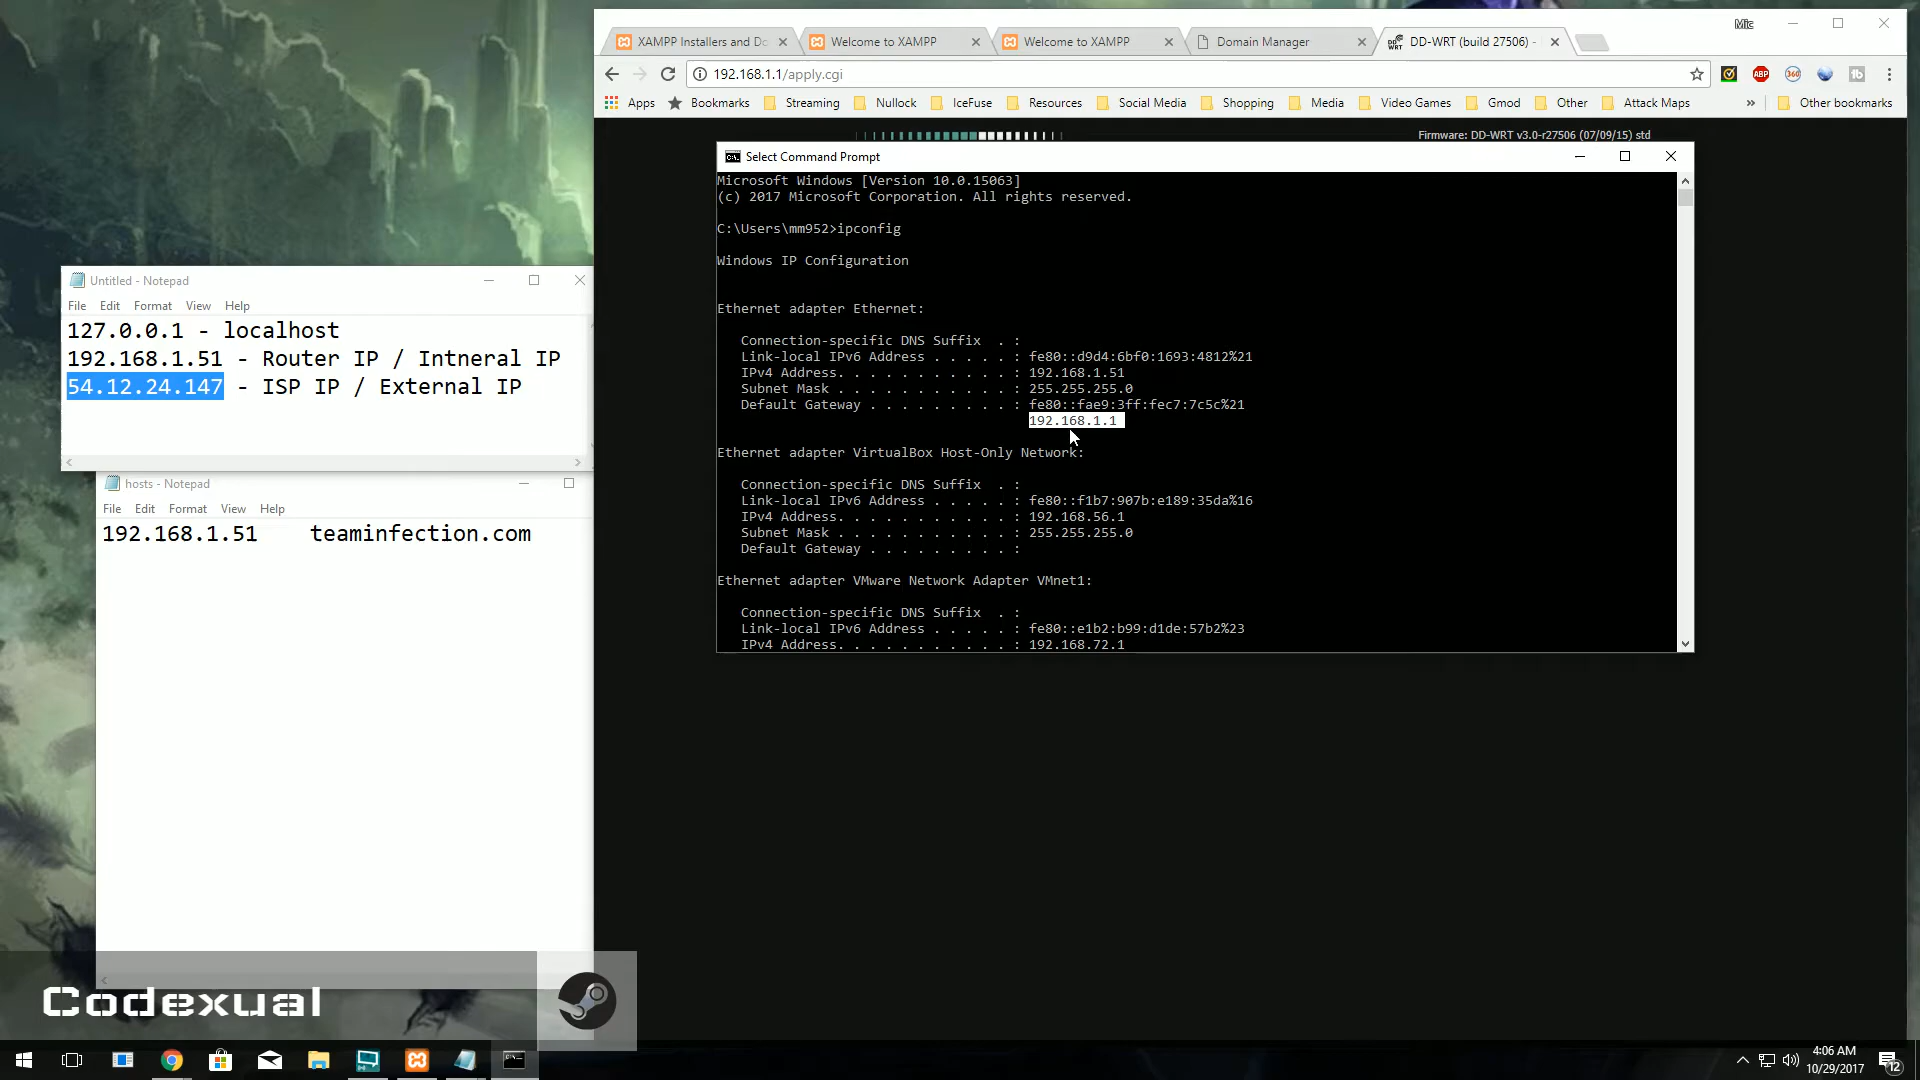 Mic
XAMPP Installers and Do
Welcome to XAMPP
Welcome to XAMPP
Domain Manager
DD-WRT (build 27506) -
192.168.1.1/apply.cgi
Apps
Bookmarks
Streaming
Nullock
IceFuse
Resources
Social Media
Shopping
Media
Video Games
Gmod
Other
Attack Maps
»
Other bookmarks
Firmware: DD-WRT v3.0-r27506 (07/09/15) std
Select Command Prompt
Microsoft Windows [Version 10.0.15063]
(c) 2017 Microsoft Corporation. All rights reserved.
C:\Users\mm952>ipconfig
Windows IP Configuration
Ethernet adapter Ethernet:
Connection-specific DNS Suffix  . :
Link-local IPv6 Address . . . . . : fe80::d9d4:6bf0:1693:4812%21
IPv4 Address. . . . . . . . . . . : 192.168.1.51
Subnet Mask . . . . . . . . . . . : 255.255.255.0
Default Gateway . . . . . . . . . : fe80::fae9:3ff:fec7:7c5c%21
192.168.1.1
Ethernet adapter VirtualBox Host-Only Network:
Connection-specific DNS Suffix  . :
Link-local IPv6 Address . . . . . : fe80::f1b7:907b:e189:35da%16
IPv4 Address. . . . . . . . . . . : 192.168.56.1
Subnet Mask . . . . . . . . . . . : 255.255.255.0
Default Gateway . . . . . . . . . :
Ethernet adapter VMware Network Adapter VMnet1:
Connection-specific DNS Suffix  . :
Link-local IPv6 Address . . . . . : fe80::e1b2:b99:d1de:57b2%23
IPv4 Address. . . . . . . . . . . : 192.168.72.1
Untitled - Notepad
File Edit Format View Help
127.0.0.1 - localhost
192.168.1.51 - Router IP / Intneral IP
54.12.24.147 - ISP IP / External IP
hosts - Notepad
File Edit Format View Help
192.168.1.51    teaminfection.com
Codexual
4:06 AM
10/29/2017
12